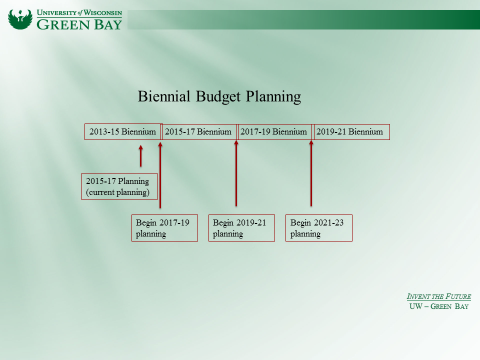 UNIVERSITY of WISCONSIN
GREEN BAY
Biennial Budget Planning
2013-15 Biennium
2015-17 Biennium
2017-19 Biennium
2019-21 Biennium
2015-17 Planning
(current planning)
Begin 2017-19
planning
Begin 2019-21
planning
Begin 2021-23
planning
INVENT THE FUTURE
UW – GREEN BAY